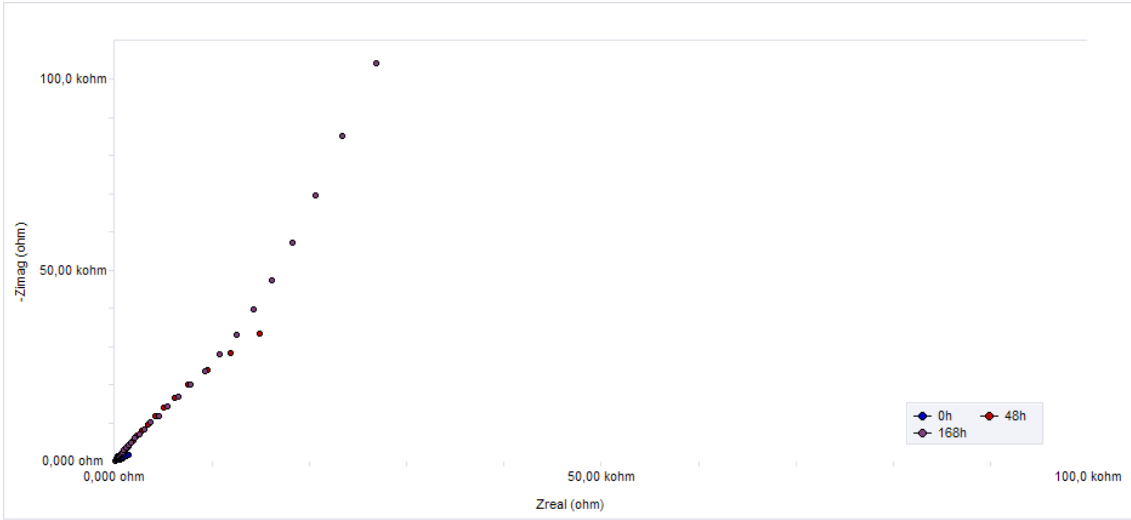 100,0 kohm
-Zimag (ohm)
50,00 kohm
0h
48h
168h
0,000 ohm
0,000 ohm
50,00 kohm
100,0 kohm
Zreal (ohm)